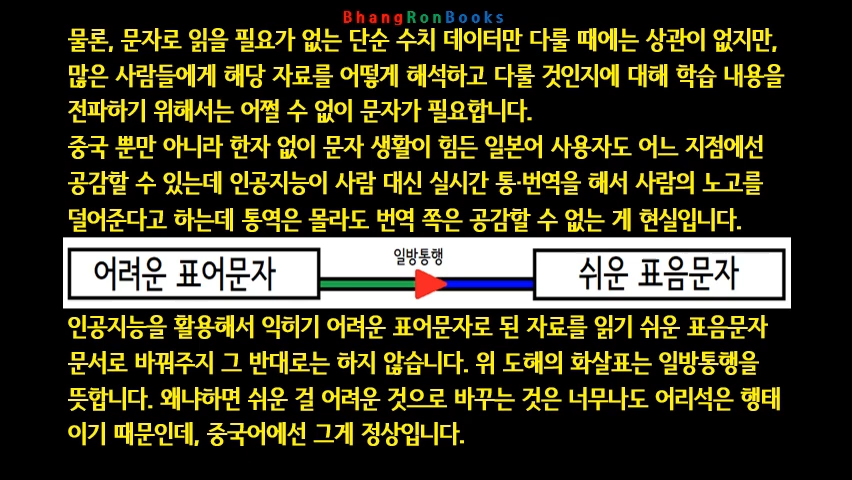 BhangRonBooks
물론, 문자로 읽을 필요가 없는 단순 수치 데이터만 다룰 때에는 상관이 없지만,
많은 사람들에게 해당 자료를 어떻게 해석하고 다룰 것인지에 대해 학습 내용을
전파하기 위해서는 어쩔 수 없이 문자가 필요합니다.
중국 뿐만 아니라 한자 없이 문자 생활이 힘든 일본어 사용자도 어느 지점에선
공감할 수 있는데 인공지능이 사람 대신 실시간 통·번역을 해서 사람의 노고를
덜어준다고 하는데 통역은 몰라도 번역 쪽은 공감할 수 없는 게 현실입니다.
어려운 표어문자
일방통행
쉬운 표음문자
인공지능을 활용해서 익히기 어려운 표어문자로 된 자료를 읽기 쉬운 표음문자
문서로 바꿔주지 그 반대로는 하지 않습니다. 위 도해의 화살표는 일방통행을
뜻합니다. 왜냐하면 쉬운 걸 어려운 것으로 바꾸는 것은 너무나도 어리석은 행태
이기 때문인데, 중국어에선 그게 정상입니다.